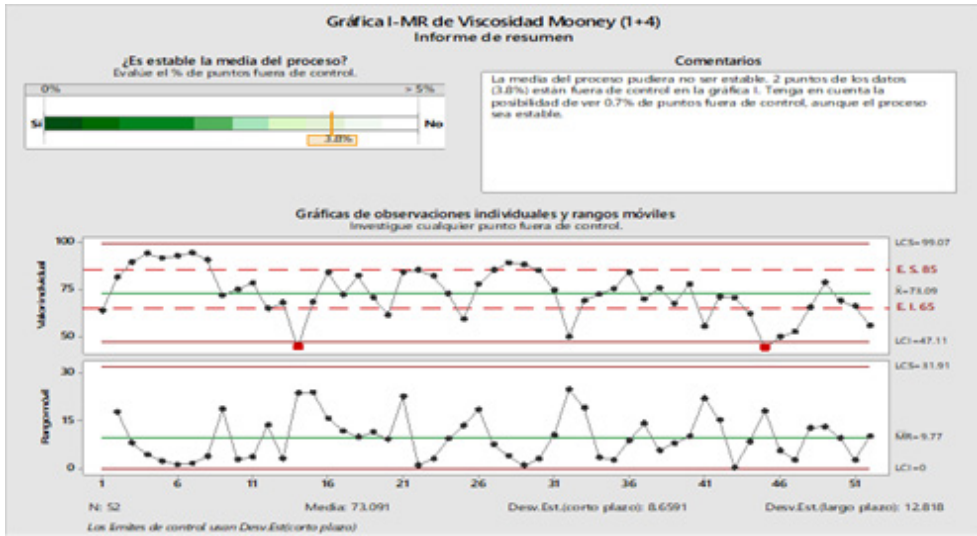 Gráfica I-MR de Viscosidad Mooney (1+4)
Informe de resumen
¿Es estable la media del proceso?
Evalúe el % de puntos fuera de control.
0%
> 5%
Sí
No
3.8%
Comentarios
La media del proceso pudiera no ser estable. 2 puntos de los datos
(3.8%) están fuera de control en la gráfica I. Tenga en cuenta la
posibilidad de ver 0.7% de puntos fuera de control, aunque el proceso
sea estable.
Gráficas de observaciones individuales y rangos móviles
Investigue cualquier punto fuera de control.
Valor individual
100
75
50
LCS=99.07
E. S. 85
X̄=73.09
E. I. 65
LCI=47.11
Rango móvil
30
15
0
LCS=31.91
M̄R̄=9.77
LCI=0
1
6
11
16
21
26
31
36
41
46
51
N: 52
Media: 73.091
Desv.Est.(corto plazo): 8.6591
Desv.Est.(largo plazo): 12.818
Los límites de control usan Desv.Est(corto plazo)